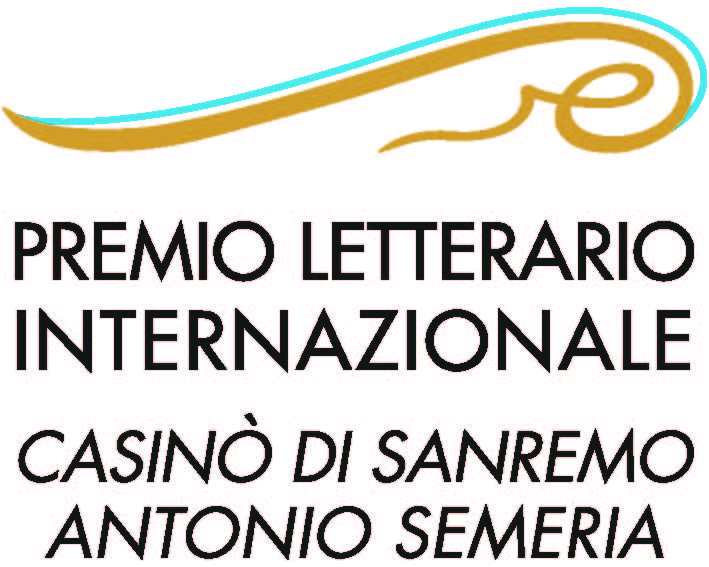 PREMIO LETTERARIO
INTERNAZIONALE
CASINÒ DI SANREMO
ANTONIO SEMERIA